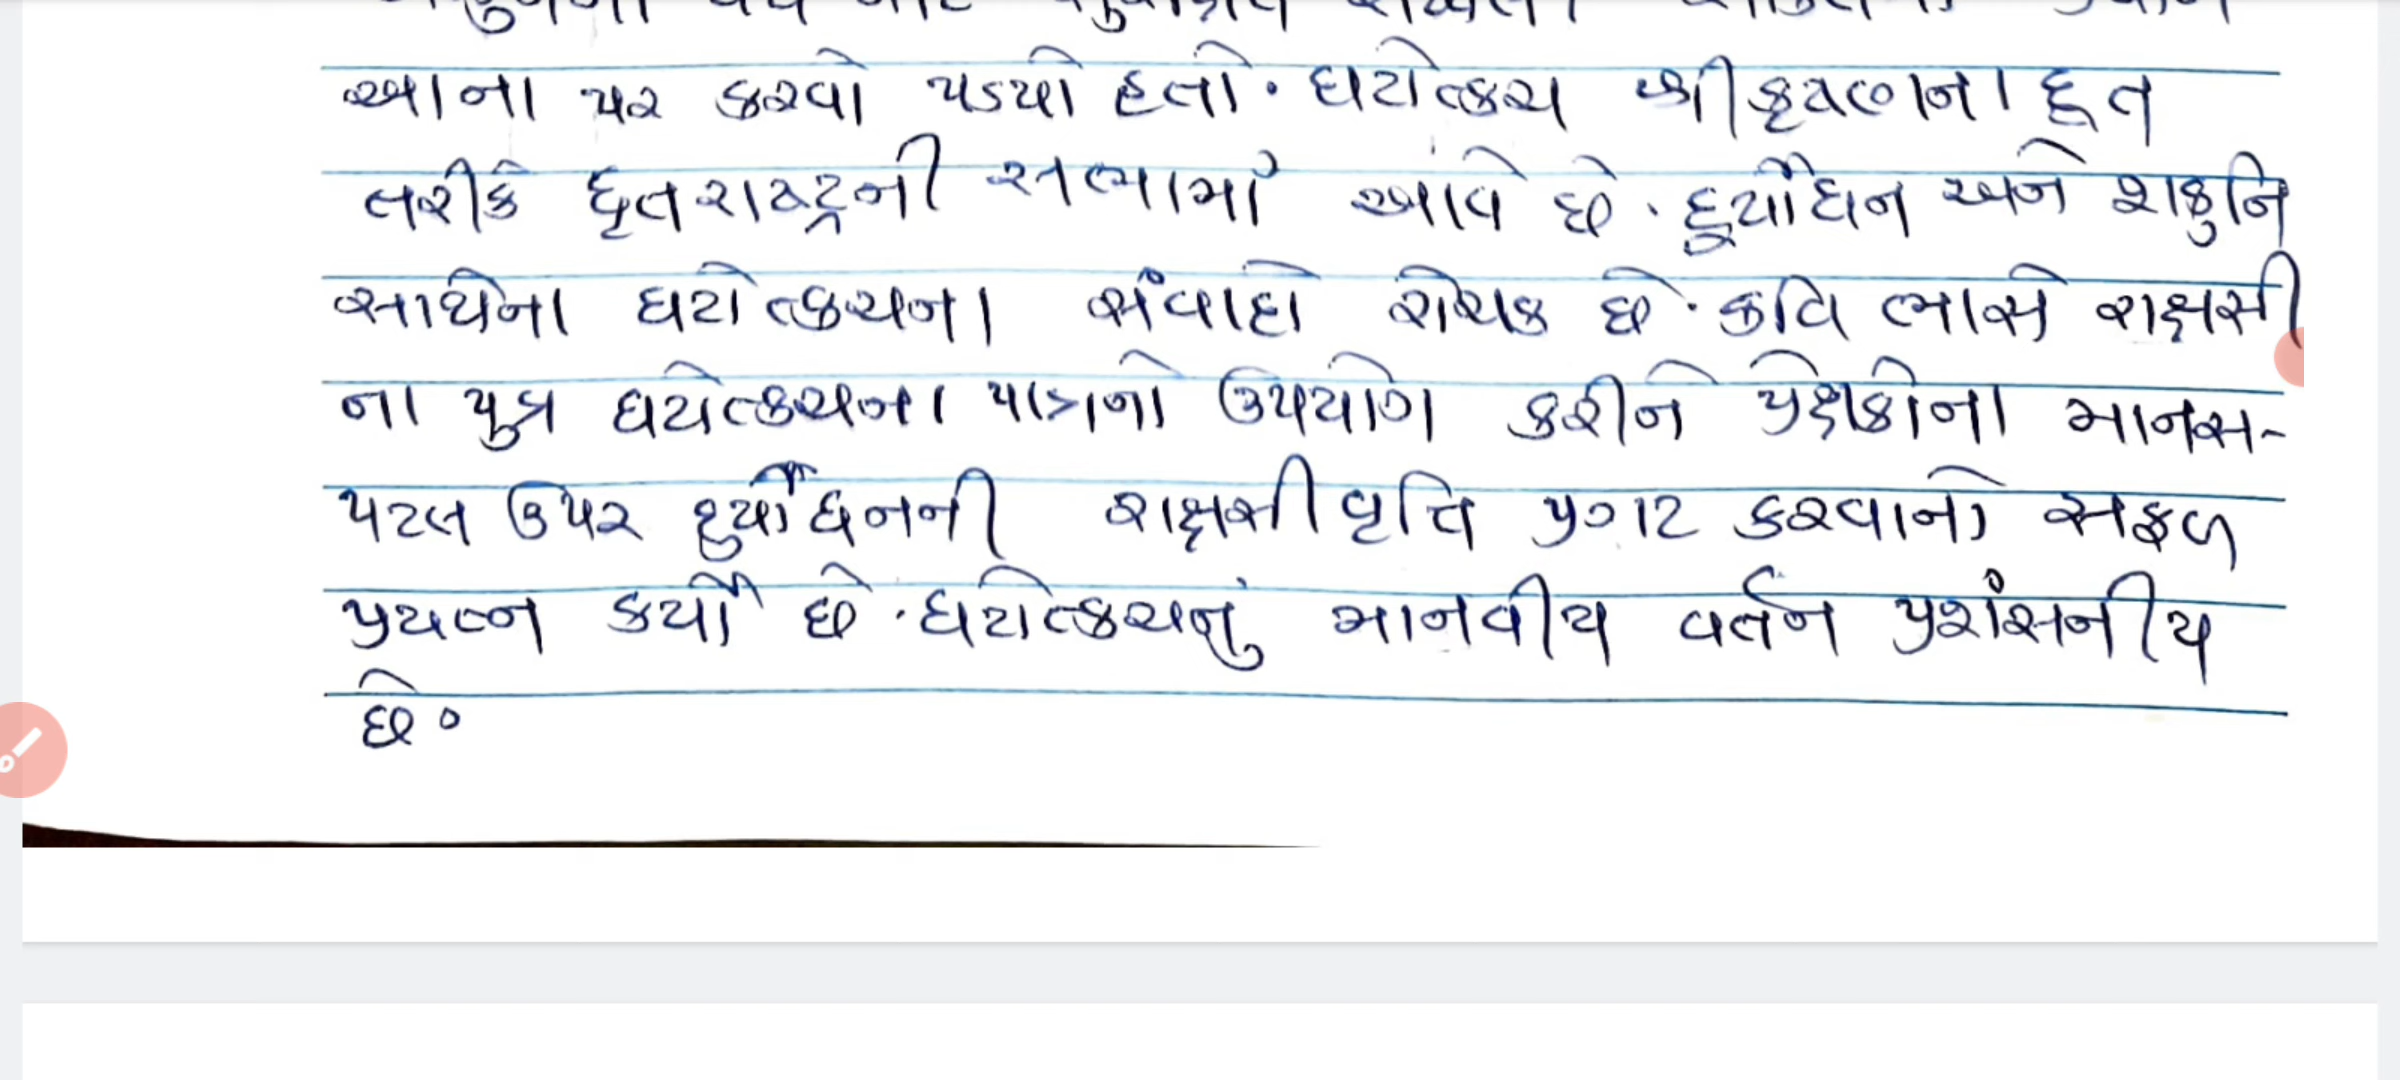 આના પર કરવો પડ્યો હતો. ઘટોત્કચ શ્રીકૃષ્ણના દૂત
તરીકે ધૃતરાષ્ટ્રની સભામાં આવે છે. દુર્યોધન અને શકુનિ
સાથેના ઘટોત્કચના સંવાદો રોચક છે. કવિ ભાસે રાક્ષસી
ના પુત્ર ઘટોત્કચના પાત્રનો ઉપયોગ કરીને પ્રેક્ષકોના માનસ-
પટલ ઉપર દુર્યોધનની રાક્ષસીવૃત્તિ પ્રગટ કરવાનો સફળ
પ્રયત્ન કર્યો છે. ઘટોત્કચનું માનવીય વર્તન પ્રશંસનીય
છે.